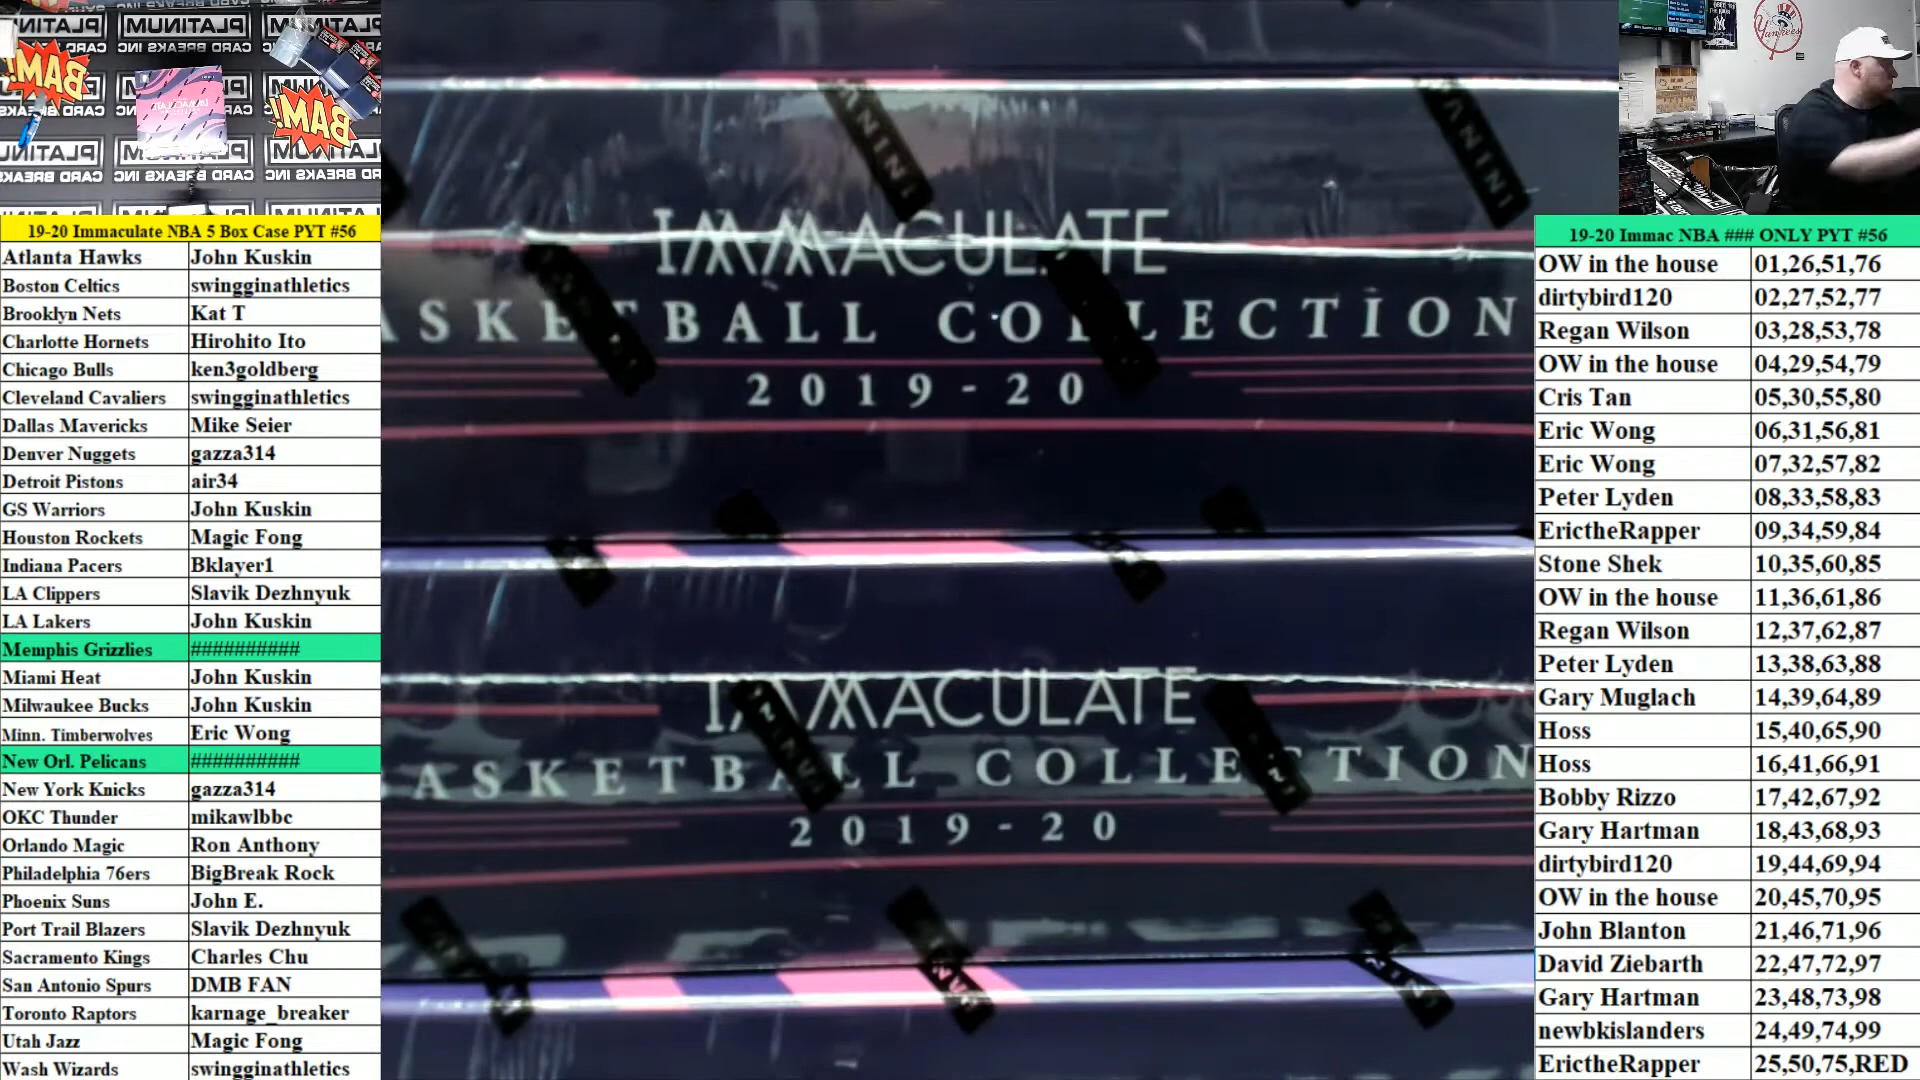 19-20 Immaculate NBA 5 Box Case PYT #56
Atlanta Hawks John Kuskin
Boston Celtics swingginathletics
Brooklyn Nets Kat T
Charlotte Hornets Hirohito Ito
Chicago Bulls ken3goldberg
Cleveland Cavaliers swingginathletics
Dallas Mavericks Mike Seier
Denver Nuggets gazza314
Detroit Pistons air34
GS Warriors John Kuskin
Houston Rockets Magic Fong
Indiana Pacers Bklayer1
LA Clippers Slavik Dezhnyuk
LA Lakers John Kuskin
Memphis Grizzlies ###########
Miami Heat John Kuskin
Milwaukee Bucks John Kuskin
Minn. Timberwolves Eric Wong
New Orl. Pelicans ###########
New York Knicks gazza314
OKC Thunder mikawlbbc
Orlando Magic Ron Anthony
Philadelphia 76ers BigBreak Rock
Phoenix Suns John E.
Port Trail Blazers Slavik Dezhnyuk
Sacramento Kings Charles Chu
San Antonio Spurs DMB FAN
Toronto Raptors karnage_breaker
Utah Jazz Magic Fong
Wash Wizards swingginathletics
PLATINUM
CARD BREAKS INC
BAM!
BAM!
PANINI
IMMACULATE
ASKETBALL COLLECTION
2019-20
IMMACULATE
ASKETBALL COLLECTION
2019-20
Yankees
19-20 Immac NBA ### ONLY PYT #56
OW in the house 01,26,51,76
dirtybird120 02,27,52,77
Regan Wilson 03,28,53,78
OW in the house 04,29,54,79
Cris Tan 05,30,55,80
Eric Wong 06,31,56,81
Eric Wong 07,32,57,82
Peter Lyden 08,33,58,83
ErictheRapper 09,34,59,84
Stone Shek 10,35,60,85
OW in the house 11,36,61,86
Regan Wilson 12,37,62,87
Peter Lyden 13,38,63,88
Gary Muglach 14,39,64,89
Hoss 15,40,65,90
Hoss 16,41,66,91
Bobby Rizzo 17,42,67,92
Gary Hartman 18,43,68,93
dirtybird120 19,44,69,94
OW in the house 20,45,70,95
John Blanton 21,46,71,96
David Ziebarth 22,47,72,97
Gary Hartman 23,48,73,98
newbkislanders 24,49,74,99
ErictheRapper 25,50,75,RED